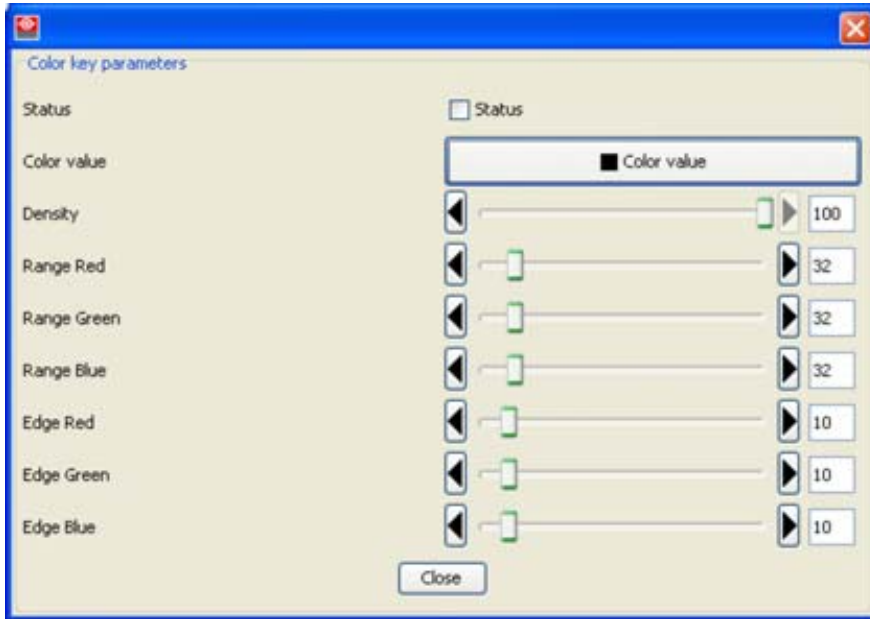 Color key parameters
Status Status
Color value Color value
Density 100
Range Red 32
Range Green 32
Range Blue 32
Edge Red 10
Edge Green 10
Edge Blue 10
Close